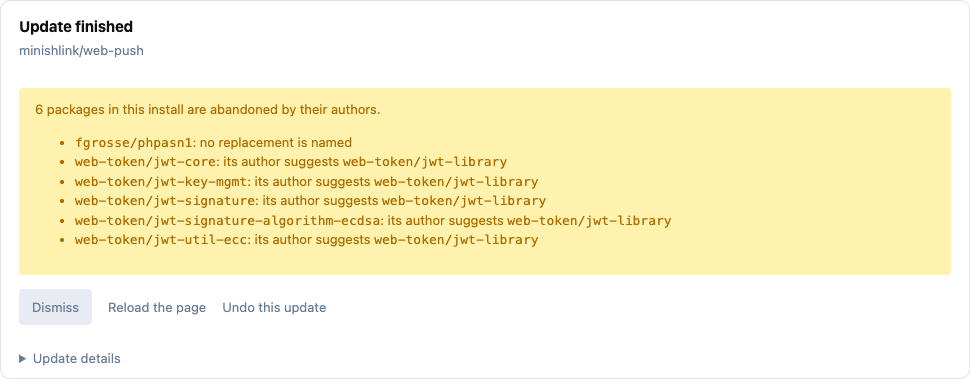 Update finished
minishlink/web-push
6 packages in this install are abandoned by their authors.
• fgrosse/phpasn1: no replacement is named
• web-token/jwt-core: its author suggests web-token/jwt-library
• web-token/jwt-key-mgmt: its author suggests web-token/jwt-library
• web-token/jwt-signature: its author suggests web-token/jwt-library
• web-token/jwt-signature-algorithm-ecdsa: its author suggests web-token/jwt-library
• web-token/jwt-util-ecc: its author suggests web-token/jwt-library
Dismiss Reload the page Undo this update
▶ Update details